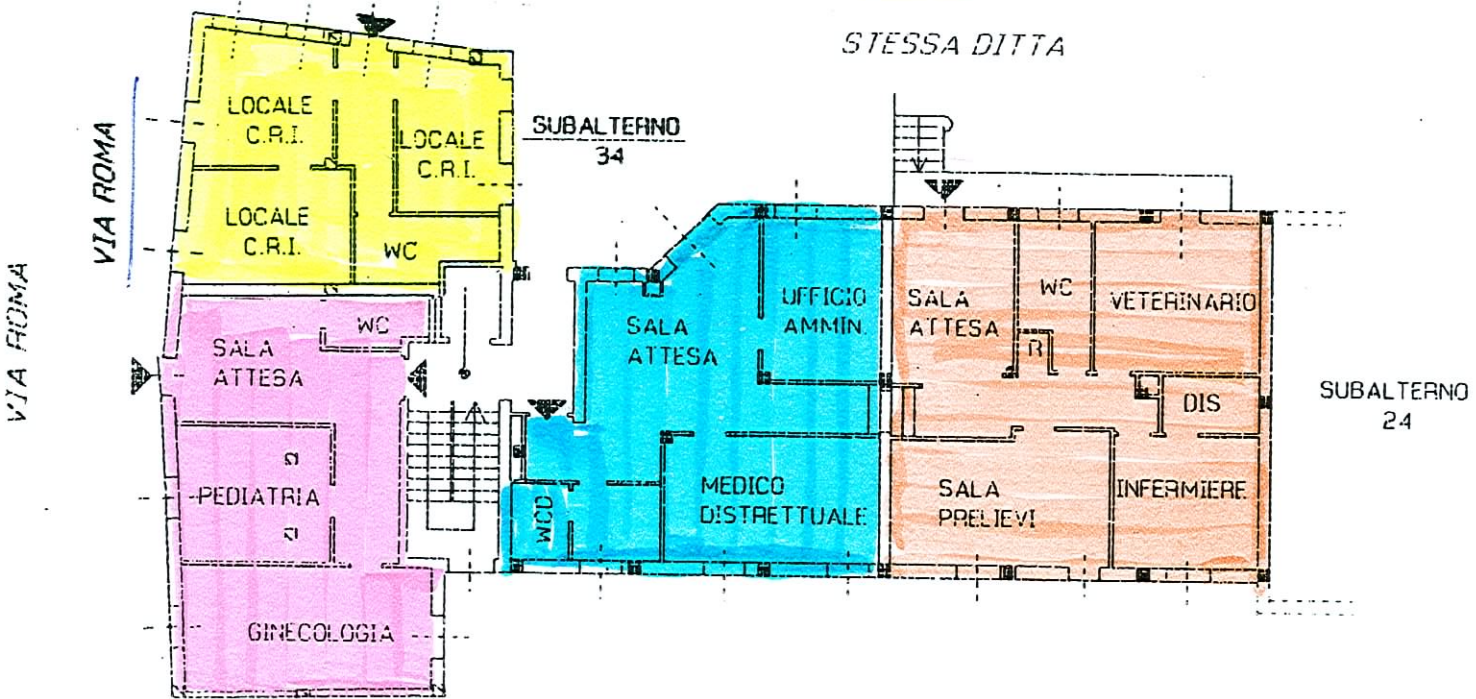 STESSA DITTA
VIA ROMA
VIA ROMA
LOCALE
C.R.I.
LOCALE
C.R.I.
LOCALE
C.R.I.
WC
SUBALTERNO
34
WC
SALA
ATTESA
PEDIATRIA
GINECOLOGIA
SALA
ATTESA
UFFICIO
AMMIN.
WCD
MEDICO
DISTRETTUALE
SALA
ATTESA
WC
R
VETERINARIO
DIS
SALA
PRELIEVI
INFERMIERE
SUBALTERNO
24